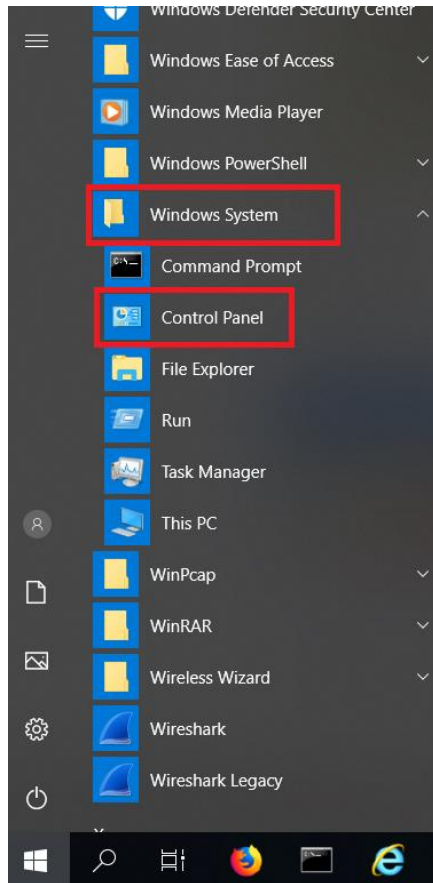 Windows Defender Security Center
Windows Ease of Access
Windows Media Player
Windows PowerShell
Windows System
C:\_
Command Prompt
Control Panel
File Explorer
Run
Task Manager
This PC
WinPcap
WinRAR
Wireless Wizard
Wireshark
Wireshark Legacy